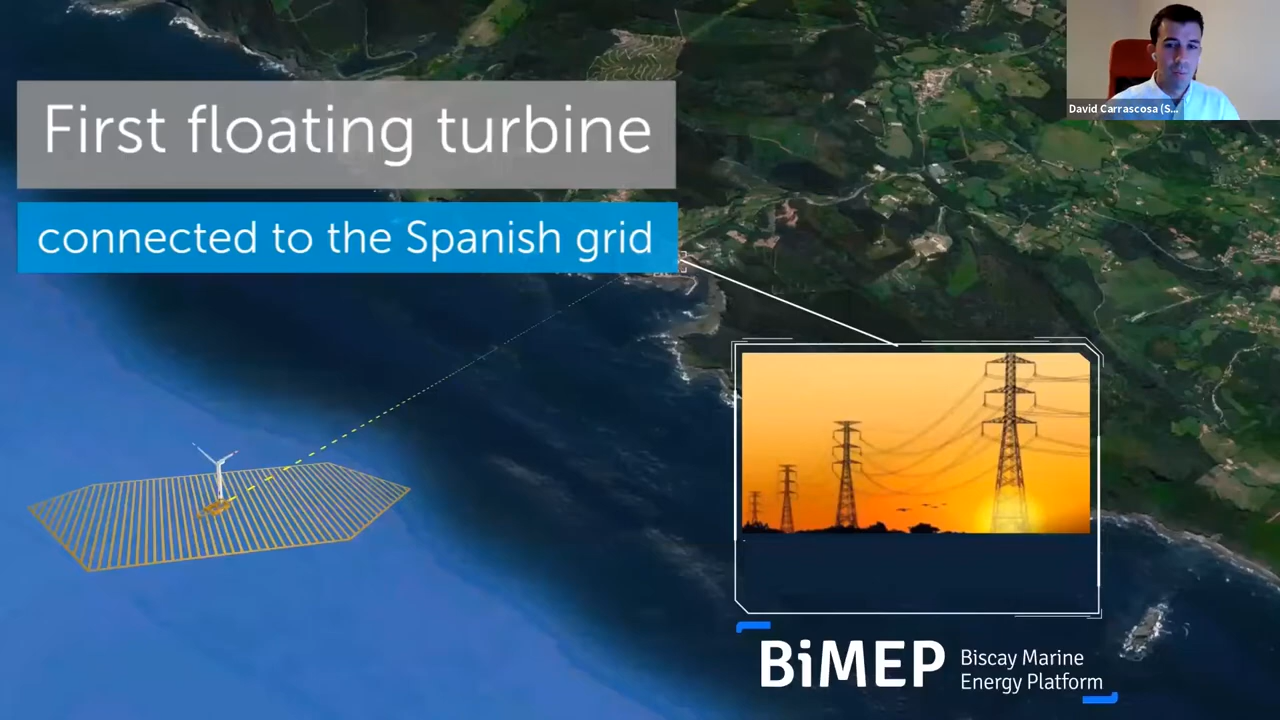 First floating turbine
connected to the Spanish grid
David Carrascosa (S...
BiMEP
Biscay Marine
Energy Platform